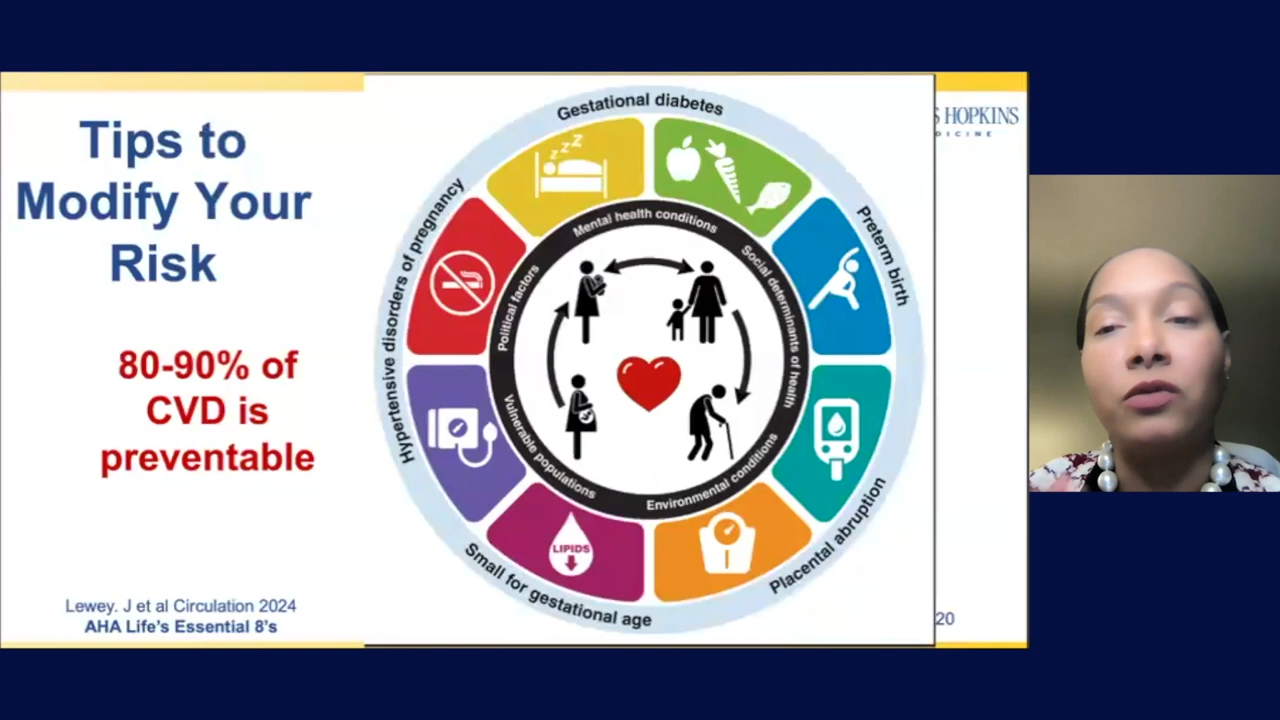 Tips to
Modify Your
Risk
80-90% of
CVD is
preventable
Lewey. J et al Circulation 2024
AHA Life's Essential 8's
Gestational diabetes
Preterm birth
Placental abruption
Small for gestational age
Hypertensive disorders of pregnancy
Mental health conditions
Social determinants of health
Environmental conditions
Vulnerable populations
Political factors
zzZ
LIPIDS
S HOPKINS
DICINE
20